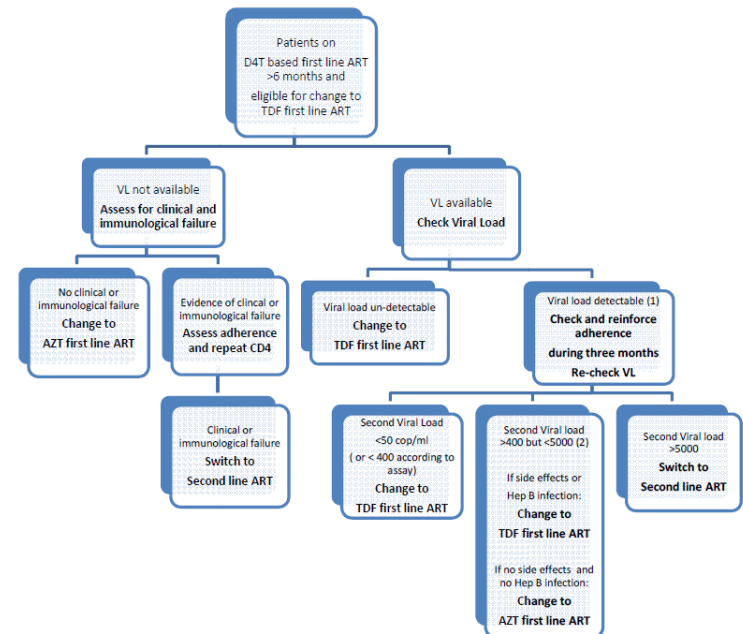 Patients on
D4T based first line ART
>6 months and
eligible for change to
TDF first line ART
VL not available
Assess for clinical and
immunological failure
VL available
Check Viral Load
No clinical or
immunological failure
Change to
AZT first line ART
Evidence of clincal or
immunological failure
Assess adherence
and repeat CD4
Viral load un-detectable
Change to
TDF first line ART
Viral load detectable (1)
Check and reinforce
adherence
during three months
Re-check VL
Clinical or
immunological failure
Switch to
Second line ART
Second Viral Load
<50 cop/ml
( or < 400 according to
assay)
Change to
TDF first line ART
Second Viral load
>400 but <5000 (2)
If side effects or
Hep B infection:
Change to
TDF first line ART
If no side effects and
no Hep B infection:
Change to
AZT first line ART
Second Viral load
>5000
Switch to
Second line ART